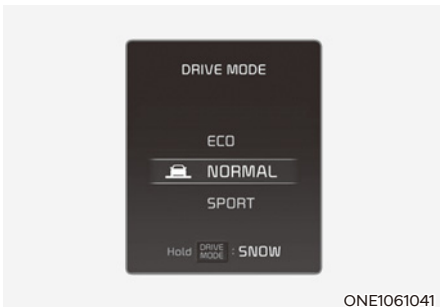 DRIVE MODE
ECO
NORMAL
SPORT
Hold DRIVE MODE : SNOW
ONE1061041